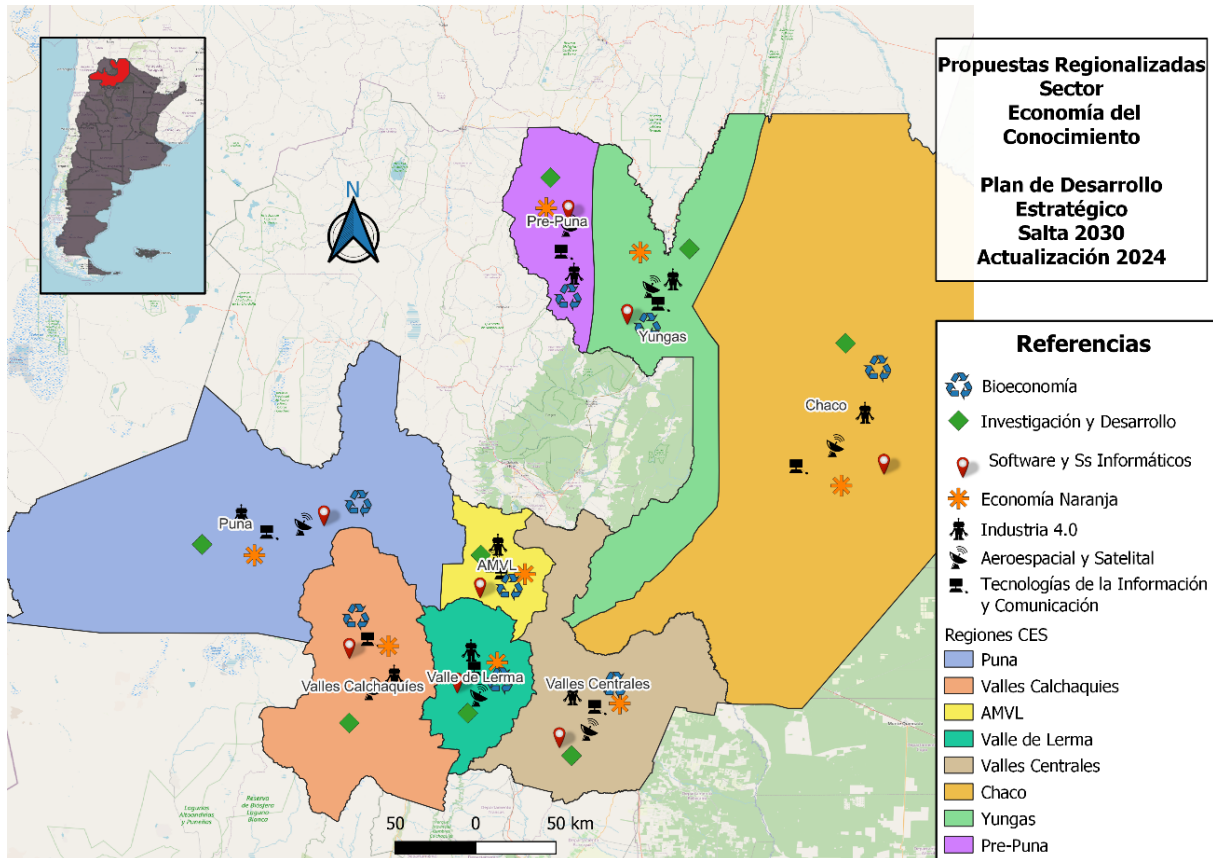 Propuestas Regionalizadas
Sector
Economía del
Conocimiento
Plan de Desarrollo
Estratégico
Salta 2030
Actualización 2024
N
Pre-Puna
Yungas
Chaco
Puna
AMVL
Valles Calchaquíes
Valle de Lerma
Valles Centrales
50 0 50 km
Referencias
Bioeconomía
Investigación y Desarrollo
Software y Ss Informáticos
Economía Naranja
Industria 4.0
Aeroespacial y Satelital
Tecnologías de la Información
y Comunicación
Regiones CES
Puna
Valles Calchaquies
AMVL
Valle de Lerma
Valles Centrales
Chaco
Yungas
Pre-Puna